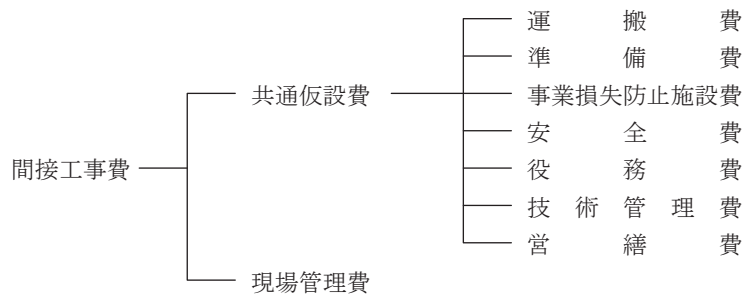 運搬費
準備費
共通仮設費
事業損失防止施設費
安全費
間接工事費
役務費
技術管理費
営繕費
現場管理費